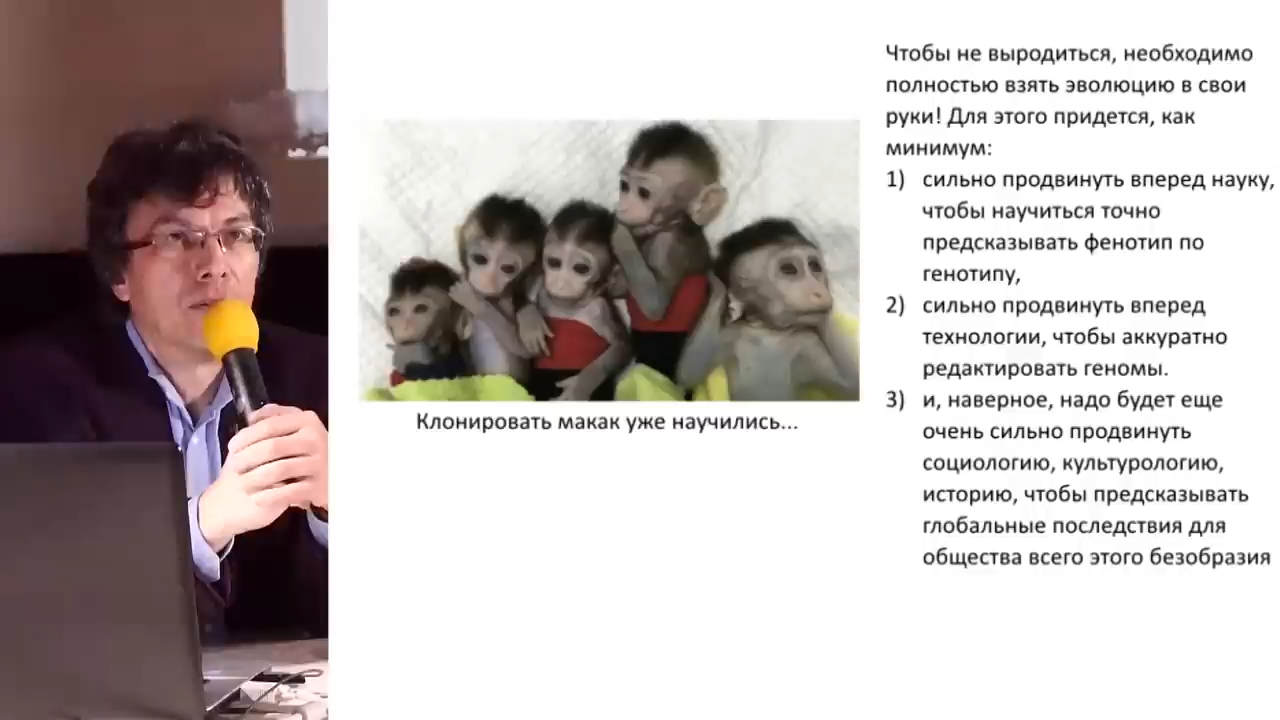 Чтобы не выродиться, необходимо
полностью взять эволюцию в свои
руки! Для этого придется, как
минимум:
1) сильно продвинуть вперед науку,
чтобы научиться точно
предсказывать фенотип по
генотипу,
2) сильно продвинуть вперед
технологии, чтобы аккуратно
редактировать геномы.
3) и, наверное, надо будет еще
очень сильно продвинуть
социологию, культурологию,
историю, чтобы предсказывать
глобальные последствия для
общества всего этого безобразия
Клонировать макак уже научились...